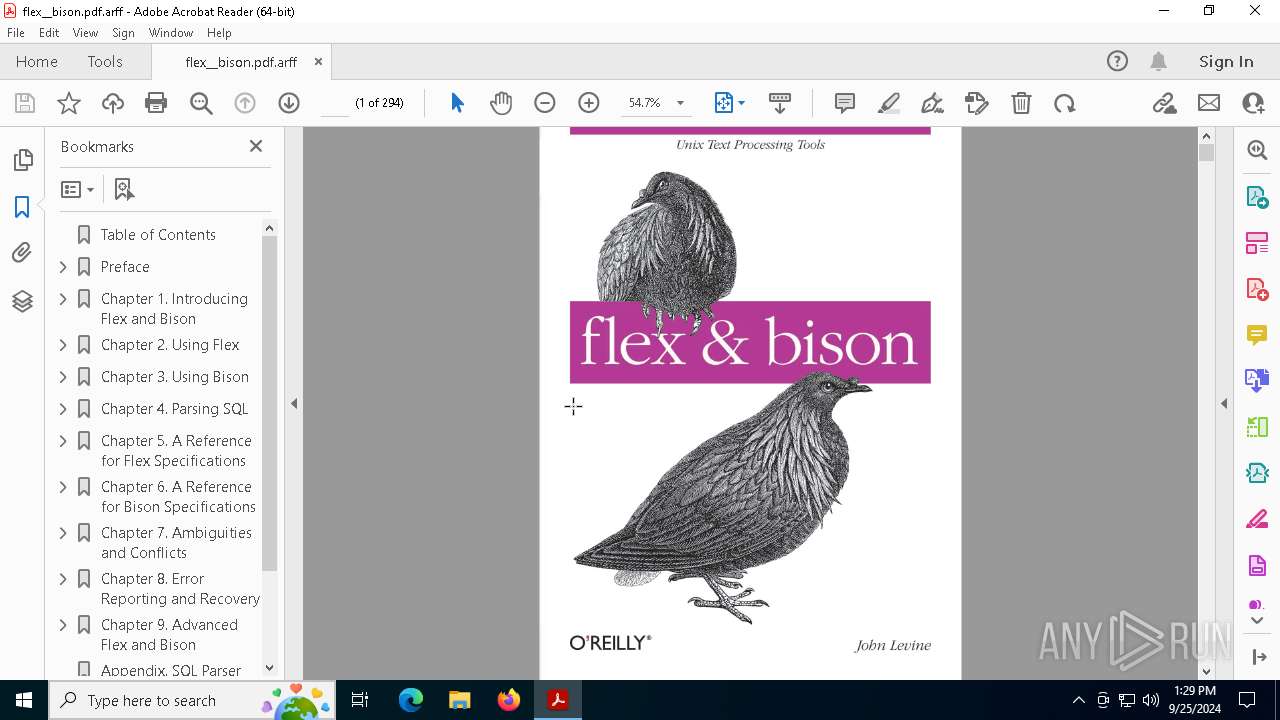 flex__bison.pdf.arff - Adobe Acrobat Reader (64-bit)
File Edit View Sign Window Help
Home Tools flex__bison.pdf.arff Sign In
(1 of 294) 54.7%
Bookmarks
Table of Contents
Preface
Chapter 1. Introducing
Flex and Bison
Chapter 2. Using Flex
Chapter 3. Using Bison
Chapter 4. Parsing SQL
Chapter 5. A Reference
for Flex Specifications
Chapter 6. A Reference
for Bison Specifications
Chapter 7. Ambiguities
and Conflicts
Chapter 8. Error
Reporting and Recovery
Chapter 9. Advanced
Flex and Bison
Appendix. SQL Parser
Unix Text Processing Tools
flex & bison
O'REILLY®
John Levine
ANY RUN
Type here to search
1:29 PM
9/25/2024